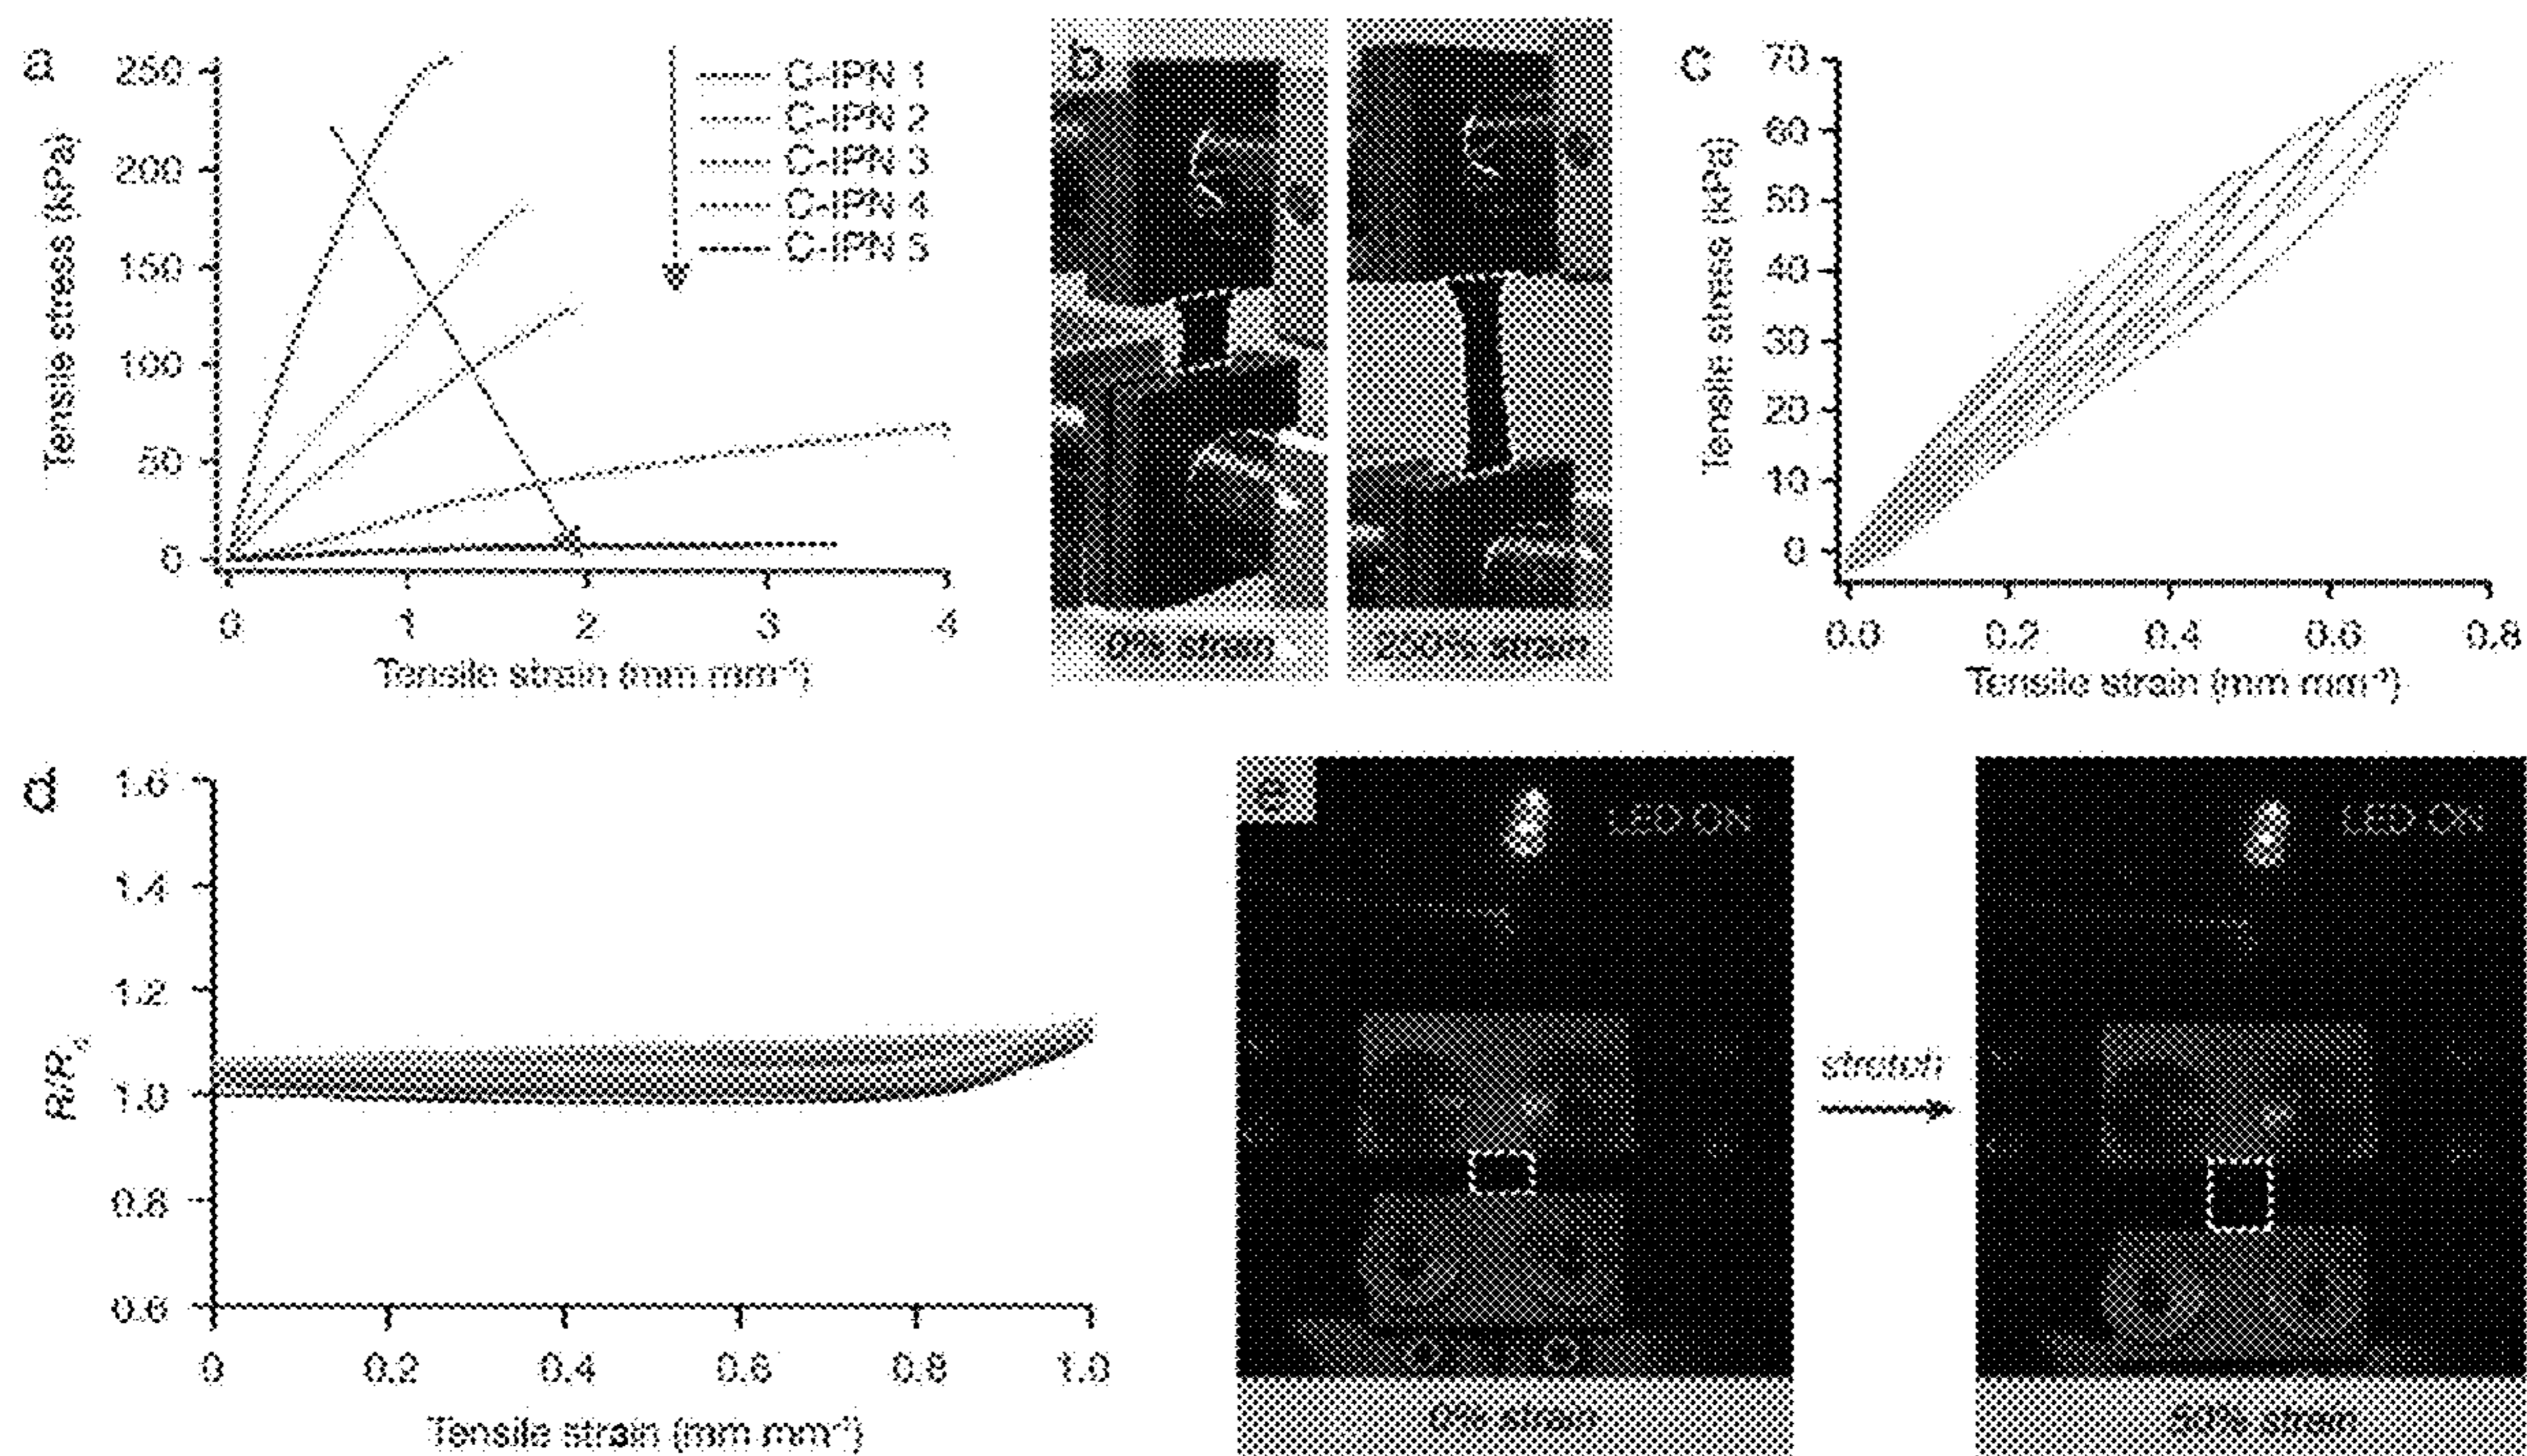 a
250
200
150
100
50
0
Tensile stress (kPa)
0 1 2 3 4
Tensile strain (mm mm⁻¹)
C-IPN 1
C-IPN 2
C-IPN 3
C-IPN 4
C-IPN 5
b
0% strain
200% strain
c
70
60
50
40
30
20
10
0
Tensile stress (kPa)
0.0 0.2 0.4 0.6 0.8
Tensile strain (mm mm⁻¹)
d
1.6
1.4
1.2
1.0
0.8
0.6
R/R₀
0 0.2 0.4 0.6 0.8 1.0
Tensile strain (mm mm⁻¹)
e
LED ON
0% strain
stretch
LED ON
50% strain